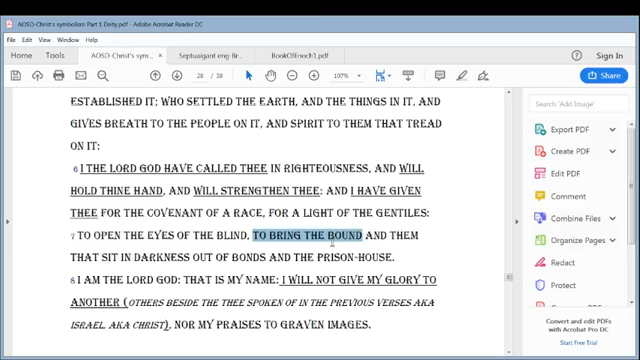 AOSD-Christ's symbolism Part 1 Deity.pdf - Adobe Acrobat Reader DC
File Edit View Window Help
Home Tools AOSD-Christ's sym... × Septuaigant eng-Br... BookOfEnoch1.pdf Sign In
28 / 38 107% Share
ESTABLISHED IT; WHO SETTLED THE EARTH, AND THE THINGS IN IT, AND
GIVES BREATH TO THE PEOPLE ON IT, AND SPIRIT TO THEM THAT TREAD
ON IT:
6 I THE LORD GOD HAVE CALLED THEE IN RIGHTEOUSNESS, AND WILL
HOLD THINE HAND, AND WILL STRENGTHEN THEE: AND I HAVE GIVEN
THEE FOR THE COVENANT OF A RACE, FOR A LIGHT OF THE GENTILES:
7 TO OPEN THE EYES OF THE BLIND, TO BRING THE BOUND AND THEM
THAT SIT IN DARKNESS OUT OF BONDS AND THE PRISON-HOUSE.
8 I AM THE LORD GOD: THAT IS MY NAME: I WILL NOT GIVE MY GLORY TO
ANOTHER (OTHERS BESIDE THE THEE SPOKEN OF IN THE PREVIOUS VERSES AKA
ISRAEL, AKA CHRIST), NOR MY PRAISES TO GRAVEN IMAGES.
Search 'Add Image'
Export PDF
Create PDF
Edit PDF
Comment
Combine Files
Organize Pages
Redact
Protect
Convert and edit PDFs
with Acrobat Pro DC
Start Free Trial